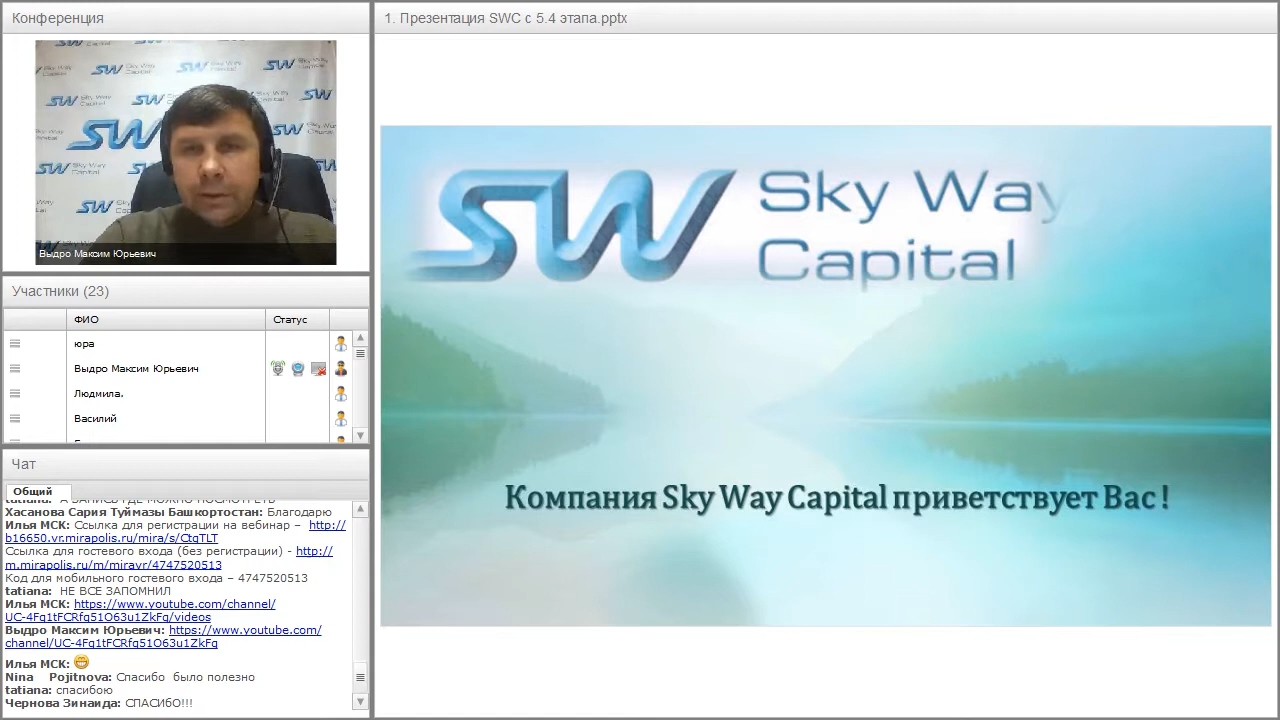 Конференция
Выдро Максим Юрьевич
Участники (23)
ФИО
Статус
юра
Выдро Максим Юрьевич
Людмила.
Василий
Чат
Общий
tatiana: А ЗАПИСЬ ГДЕ МОЖНО ПОСМОТРЕТЬ
Хасанова Сария Туймазы Башкортостан: Благодарю
Илья МСК: Ссылка для регистрации на вебинар – http://
b16650.vr.mirapolis.ru/mira/s/CtqTLT
Ссылка для гостевого входа (без регистрации) - http://
m.mirapolis.ru/m/miravr/4747520513
Код для мобильного гостевого входа – 4747520513
tatiana: НЕ ВСЕ ЗАПОМНИЛ
Илья МСК: https://www.youtube.com/channel/
UC-4Fq1tFCRfq51O63u1ZkFq/videos
Выдро Максим Юрьевич: https://www.youtube.com/
channel/UC-4Fq1tFCRfq51O63u1ZkFq
Илья МСК:
Nina Pojitnova: Спасибо было полезно
tatiana: спасибою
Чернова Зинаида: СПАСИбО!!!
1. Презентация SWC с 5.4 этапа.pptx
SW Sky Way
Capital
Компания Sky Way Capital приветствует Вас !